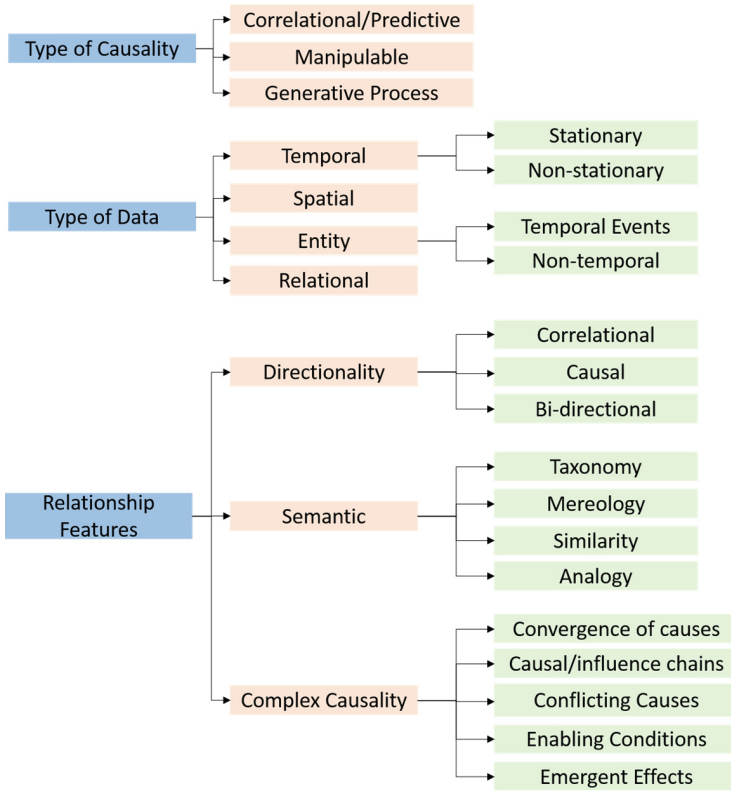 Type of Causality
Correlational/Predictive
Manipulable
Generative Process
Type of Data
Temporal
Stationary
Non-stationary
Spatial
Entity
Temporal Events
Non-temporal
Relational
Relationship
Features
Directionality
Correlational
Causal
Bi-directional
Semantic
Taxonomy
Mereology
Similarity
Analogy
Complex Causality
Convergence of causes
Causal/influence chains
Conflicting Causes
Enabling Conditions
Emergent Effects